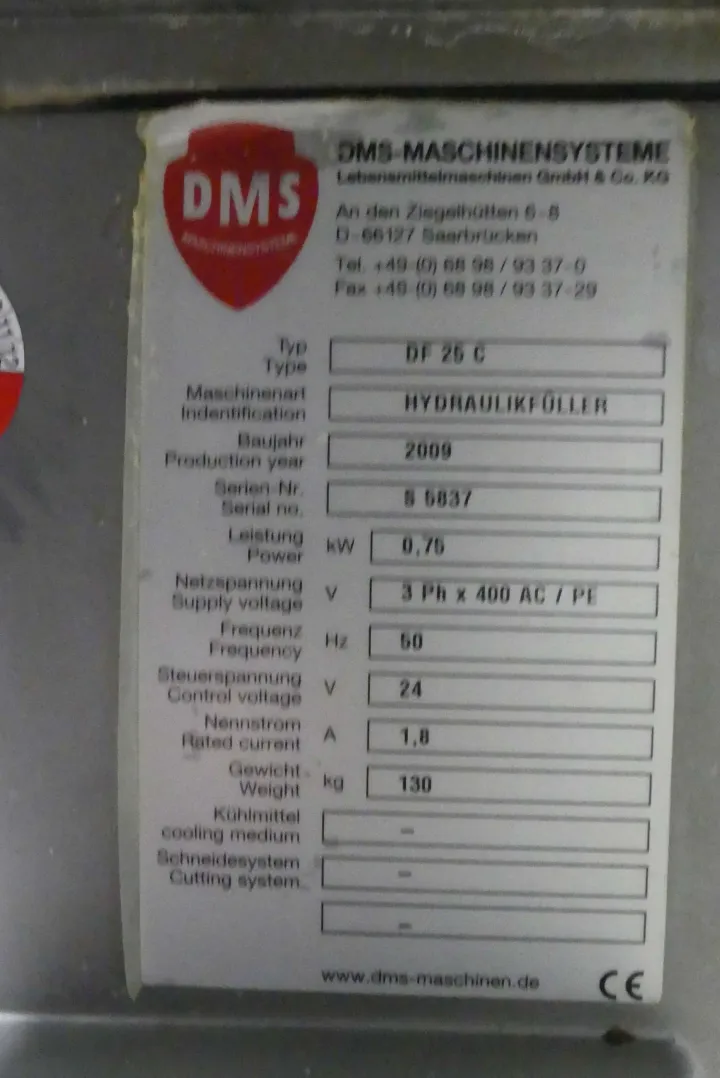 DMS
MASCHINENSYSTEME
DMS-MASCHINENSYSTEME
Lebensmittelmaschinen GmbH & Co. KG
An den Ziegelhütten 6-8
D-66127 Saarbrücken
Tel. +49 (0) 68 98 / 93 37-0
Fax +49 (0) 68 98 / 93 37-29
Typ
Type DF 25 C
Maschinenart
Indentification HYDRAULIKFÜLLER
Baujahr
Production year 2009
Serien-Nr.
Serial no. S 5837
Leistung
Power kW 0,75
Netzspannung
Supply voltage V 3 Ph x 400 AC / PE
Frequenz
Frequency Hz 50
Steuerspannung
Control voltage V 24
Nennstrom
Rated current A 1,8
Gewicht
Weight kg 130
Kühlmittel
cooling medium –
Schneidesystem
Cutting system –
–
www.dms-maschinen.de CE